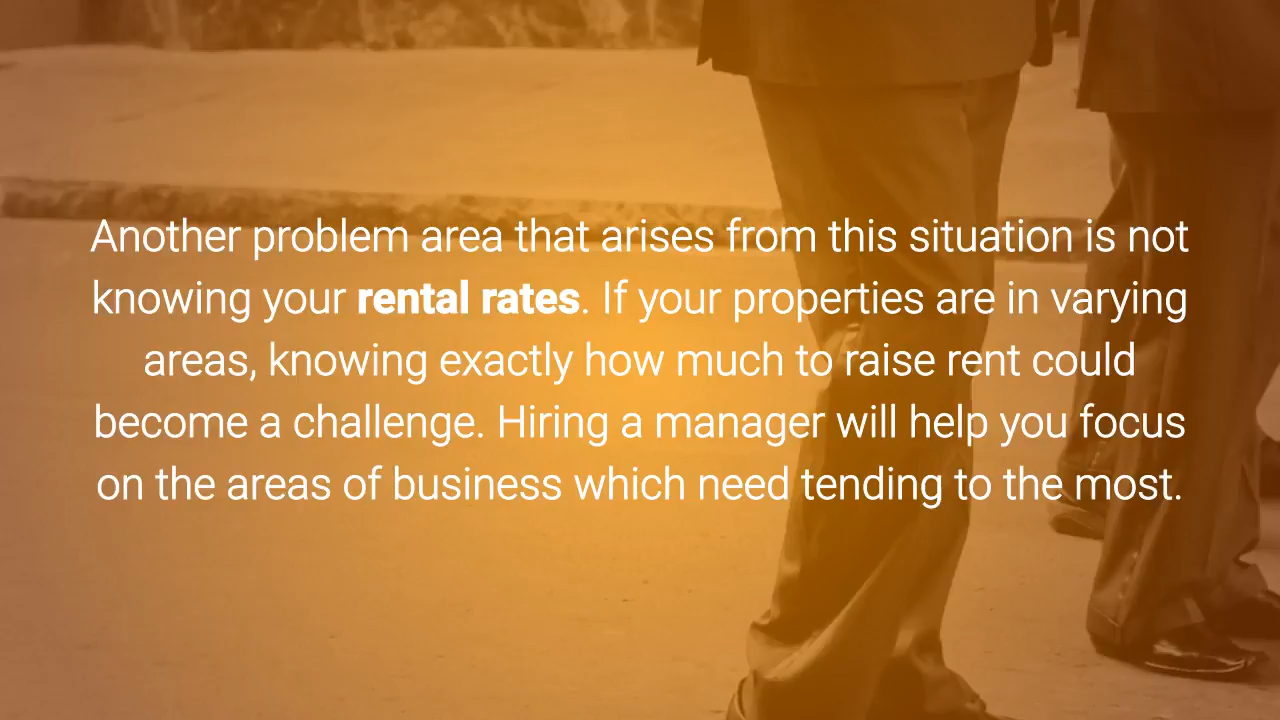 Another problem area that arises from this situation is not
knowing your rental rates. If your properties are in varying
areas, knowing exactly how much to raise rent could
become a challenge. Hiring a manager will help you focus
on the areas of business which need tending to the most.